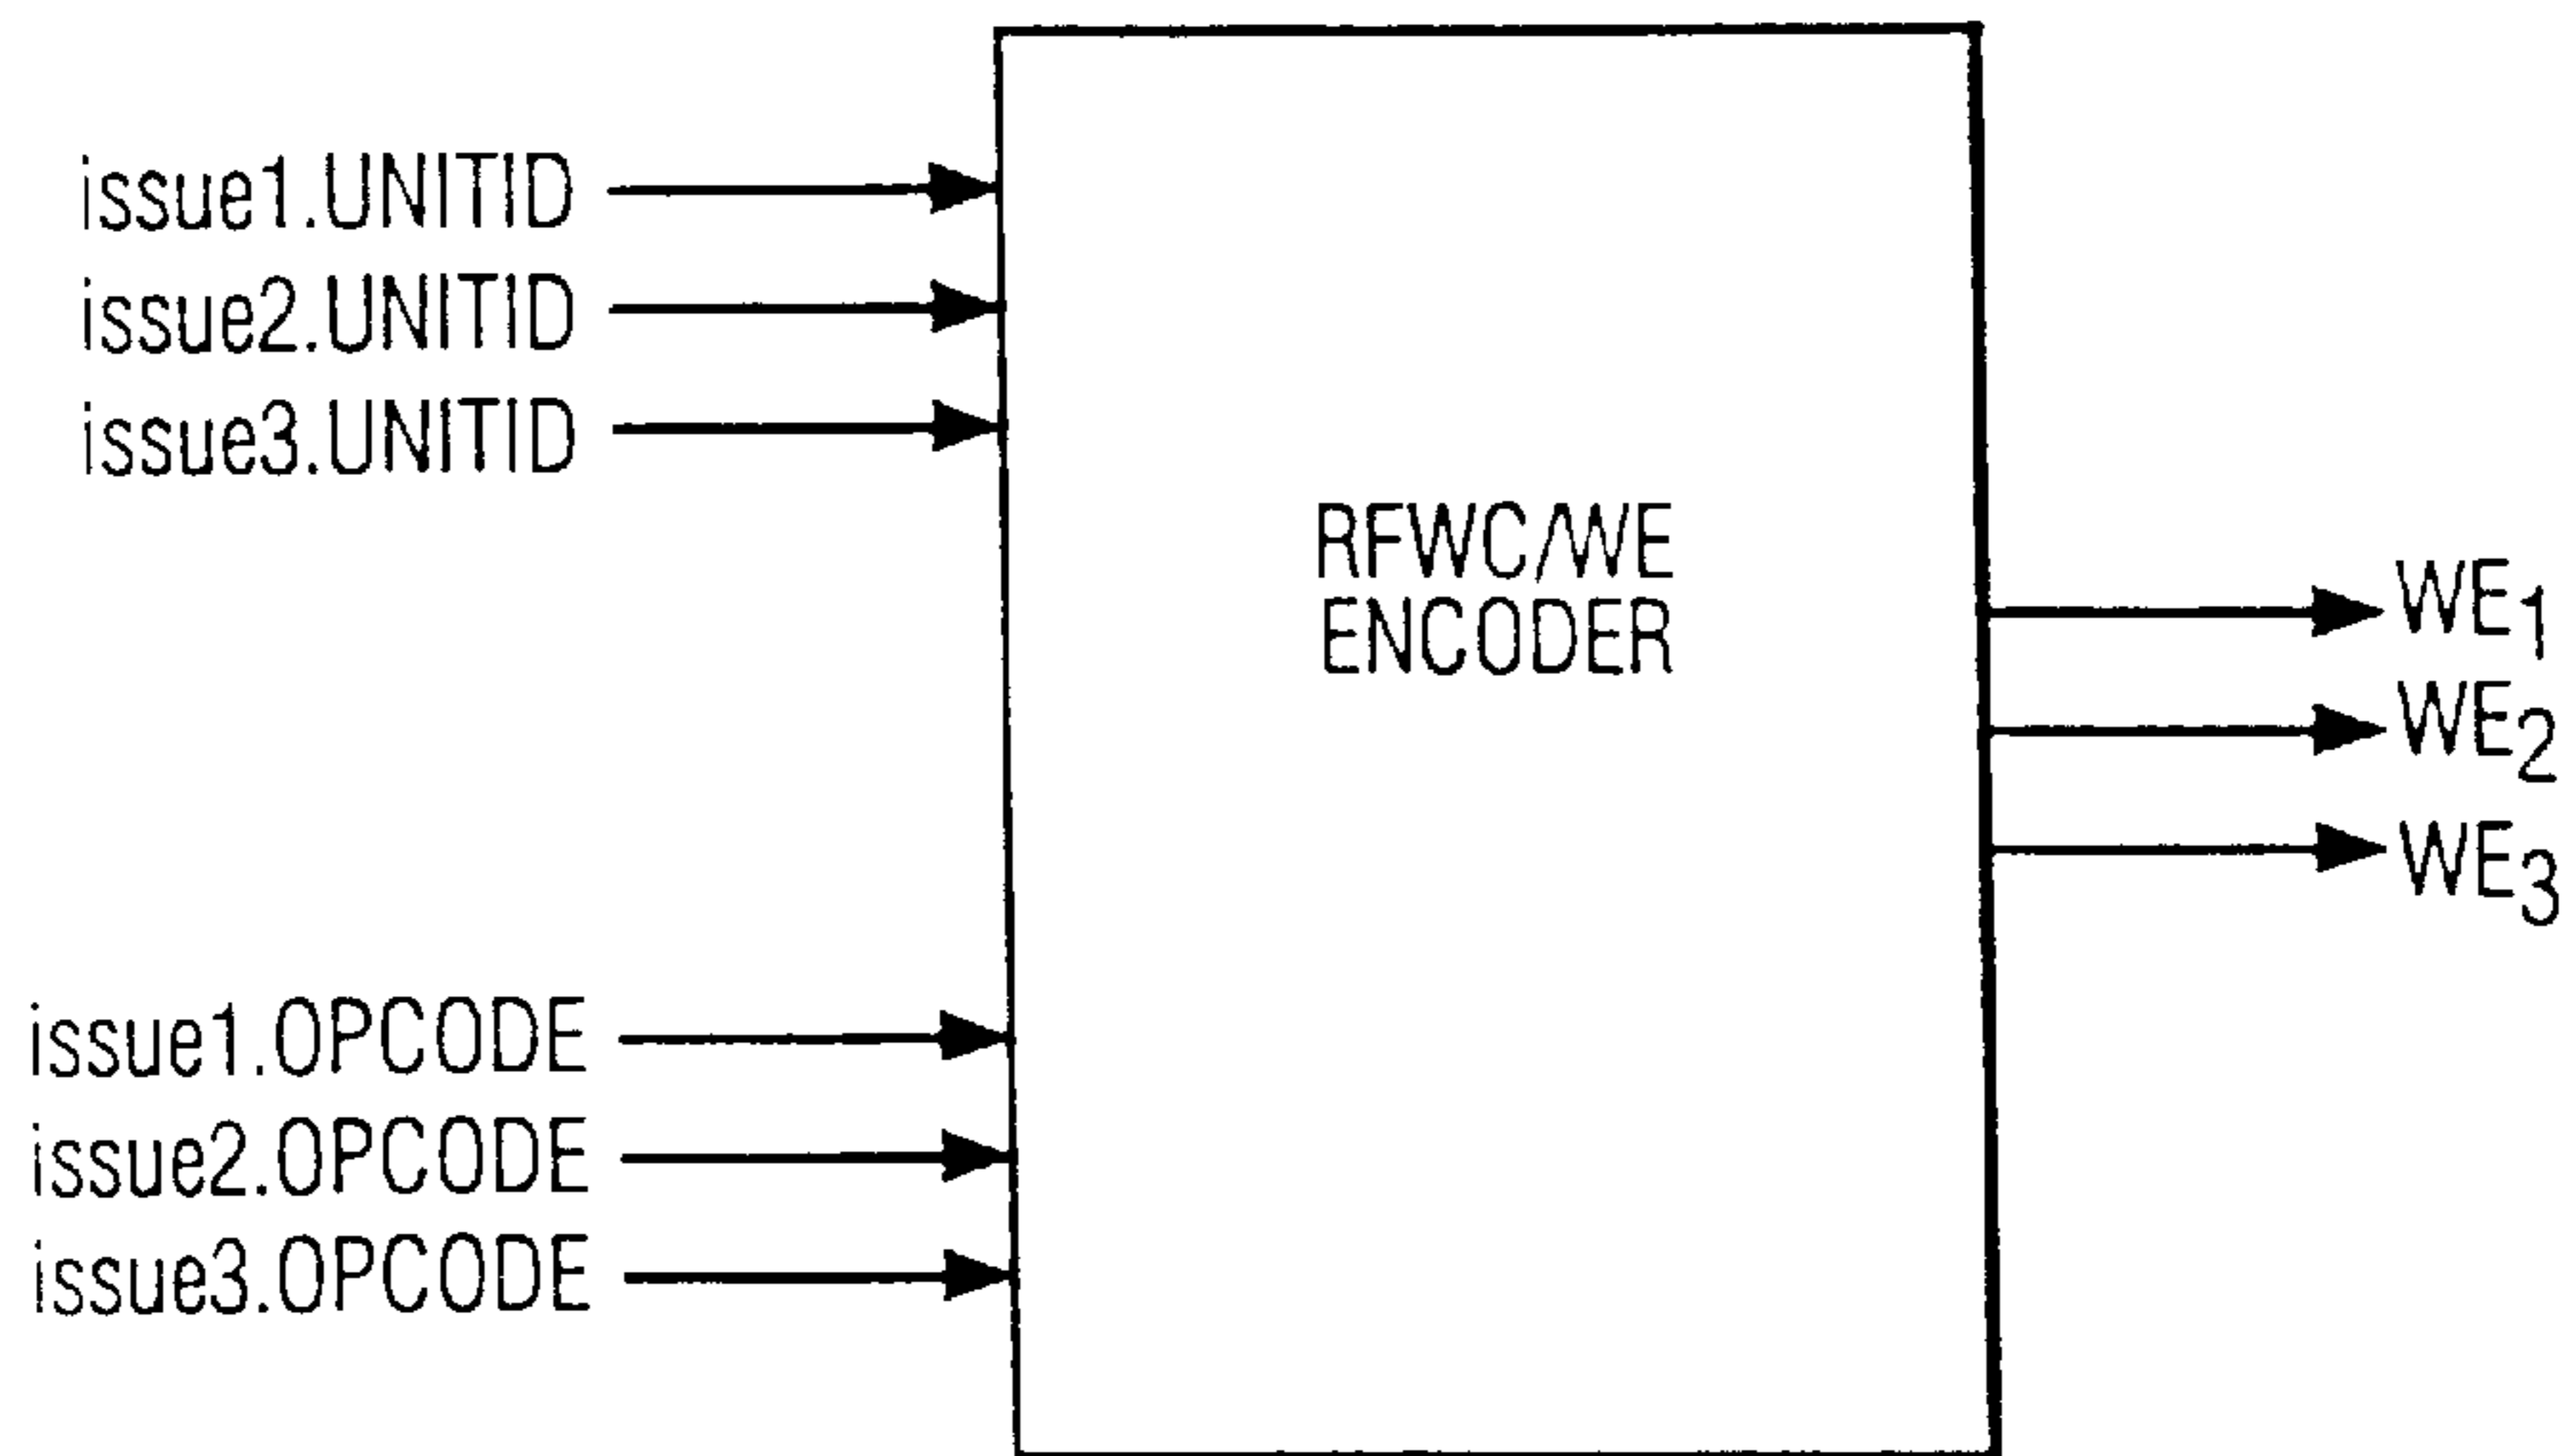 issue1.UNITID
issue2.UNITID
issue3.UNITID
RFWC/WE
ENCODER
WE1
WE2
WE3
issue1.OPCODE
issue2.OPCODE
issue3.OPCODE